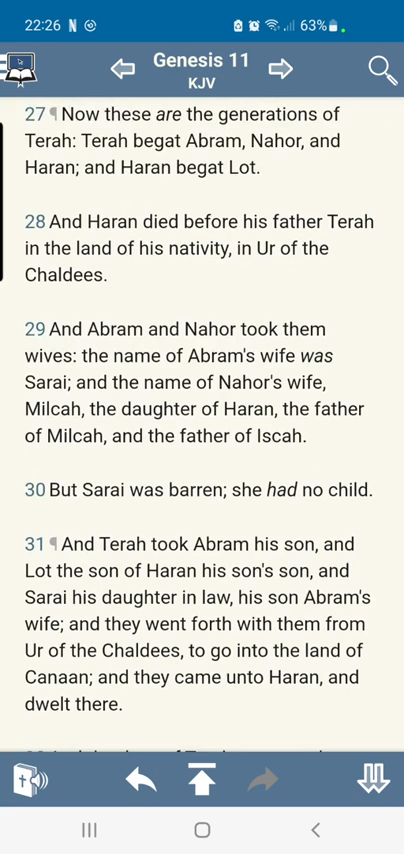 22:26 N 63%
Genesis 11
KJV
27 ¶ Now these are the generations of
Terah: Terah begat Abram, Nahor, and
Haran; and Haran begat Lot.
28 And Haran died before his father Terah
in the land of his nativity, in Ur of the
Chaldees.
29 And Abram and Nahor took them
wives: the name of Abram's wife was
Sarai; and the name of Nahor's wife,
Milcah, the daughter of Haran, the father
of Milcah, and the father of Iscah.
30 But Sarai was barren; she had no child.
31 ¶ And Terah took Abram his son, and
Lot the son of Haran his son's son, and
Sarai his daughter in law, his son Abram's
wife; and they went forth with them from
Ur of the Chaldees, to go into the land of
Canaan; and they came unto Haran, and
dwelt there.